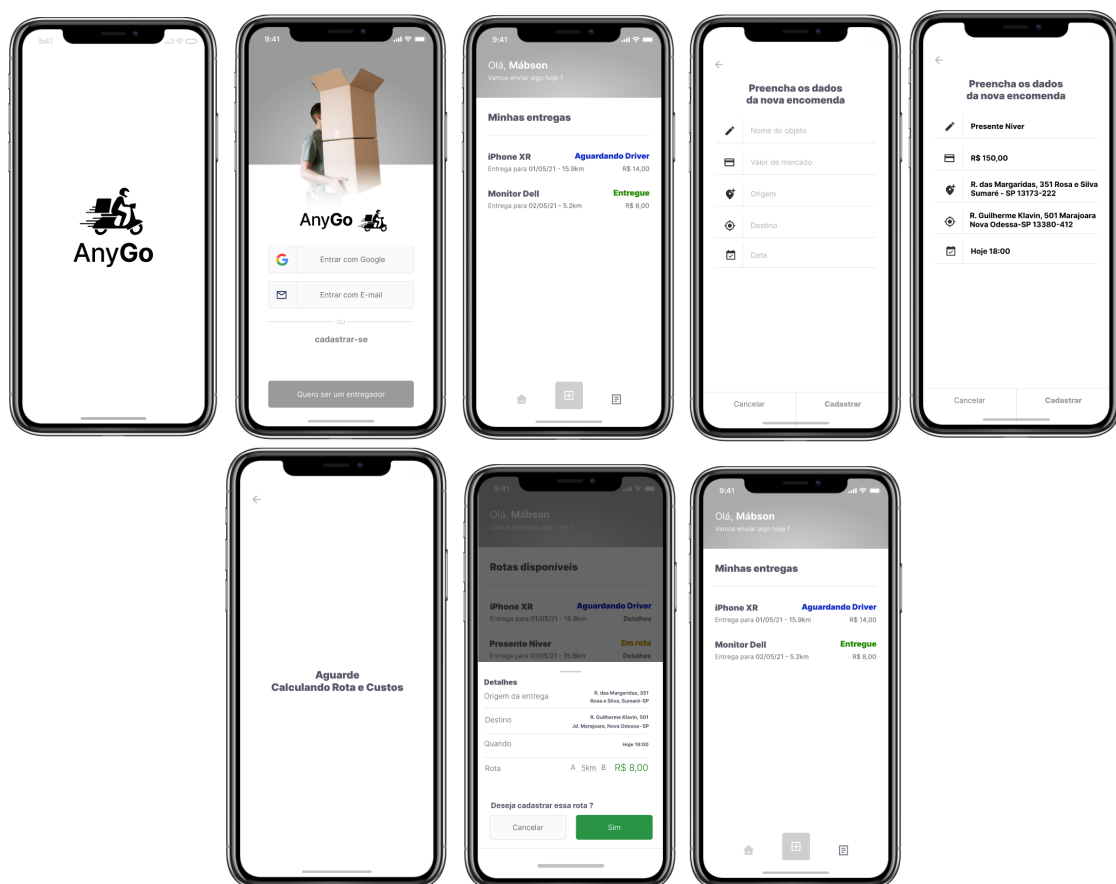 9:41
AnyGo
9:41
AnyGo
Entrar com Google
Entrar com E-mail
ou
cadastrar-se
Quero ser um entregador
9:41
Olá, Mábson
Vamos enviar algo hoje ?
Minhas entregas
iPhone XR Aguardando Driver
Entrega para 01/05/21 - 15.9km R$ 14,00
Monitor Dell Entregue
Entrega para 02/05/21 - 5.2km R$ 8,00
Preencha os dados
da nova encomenda
Nome do objeto
Valor de mercado
Origem
Destino
Data
Cancelar Cadastrar
Preencha os dados
da nova encomenda
Presente Niver
R$ 150,00
R. das Margaridas, 351 Rosa e Silva
Sumaré - SP 13173-222
R. Guilherme Klavin, 501 Marajoara
Nova Odessa-SP 13380-412
Hoje 18:00
Cancelar Cadastrar
Aguarde
Calculando Rota e Custos
9:41
Olá, Mábson
Vamos entregar algo hoje ?
Rotas disponíveis
iPhone XR Aguardando Driver
Entrega para 01/05/21 - 15.9km Detalhes
Presente Niver Em rota
Entrega para 01/05/21 - 15.9km Detalhes
Detalhes
Origem da entrega R. das Margaridas, 351
Rosa e Silva, Sumaré-SP
Destino R. Guilherme Klavin, 501
Jd. Marajoara, Nova Odessa- SP
Quando Hoje 18:00
Rota A 5km B R$ 8,00
Deseja cadastrar essa rota ?
Cancelar Sim
9:41
Olá, Mábson
Vamos enviar algo hoje ?
Minhas entregas
iPhone XR Aguardando Driver
Entrega para 01/05/21 - 15.9km R$ 14,00
Monitor Dell Entregue
Entrega para 02/05/21 - 5.2km R$ 8,00